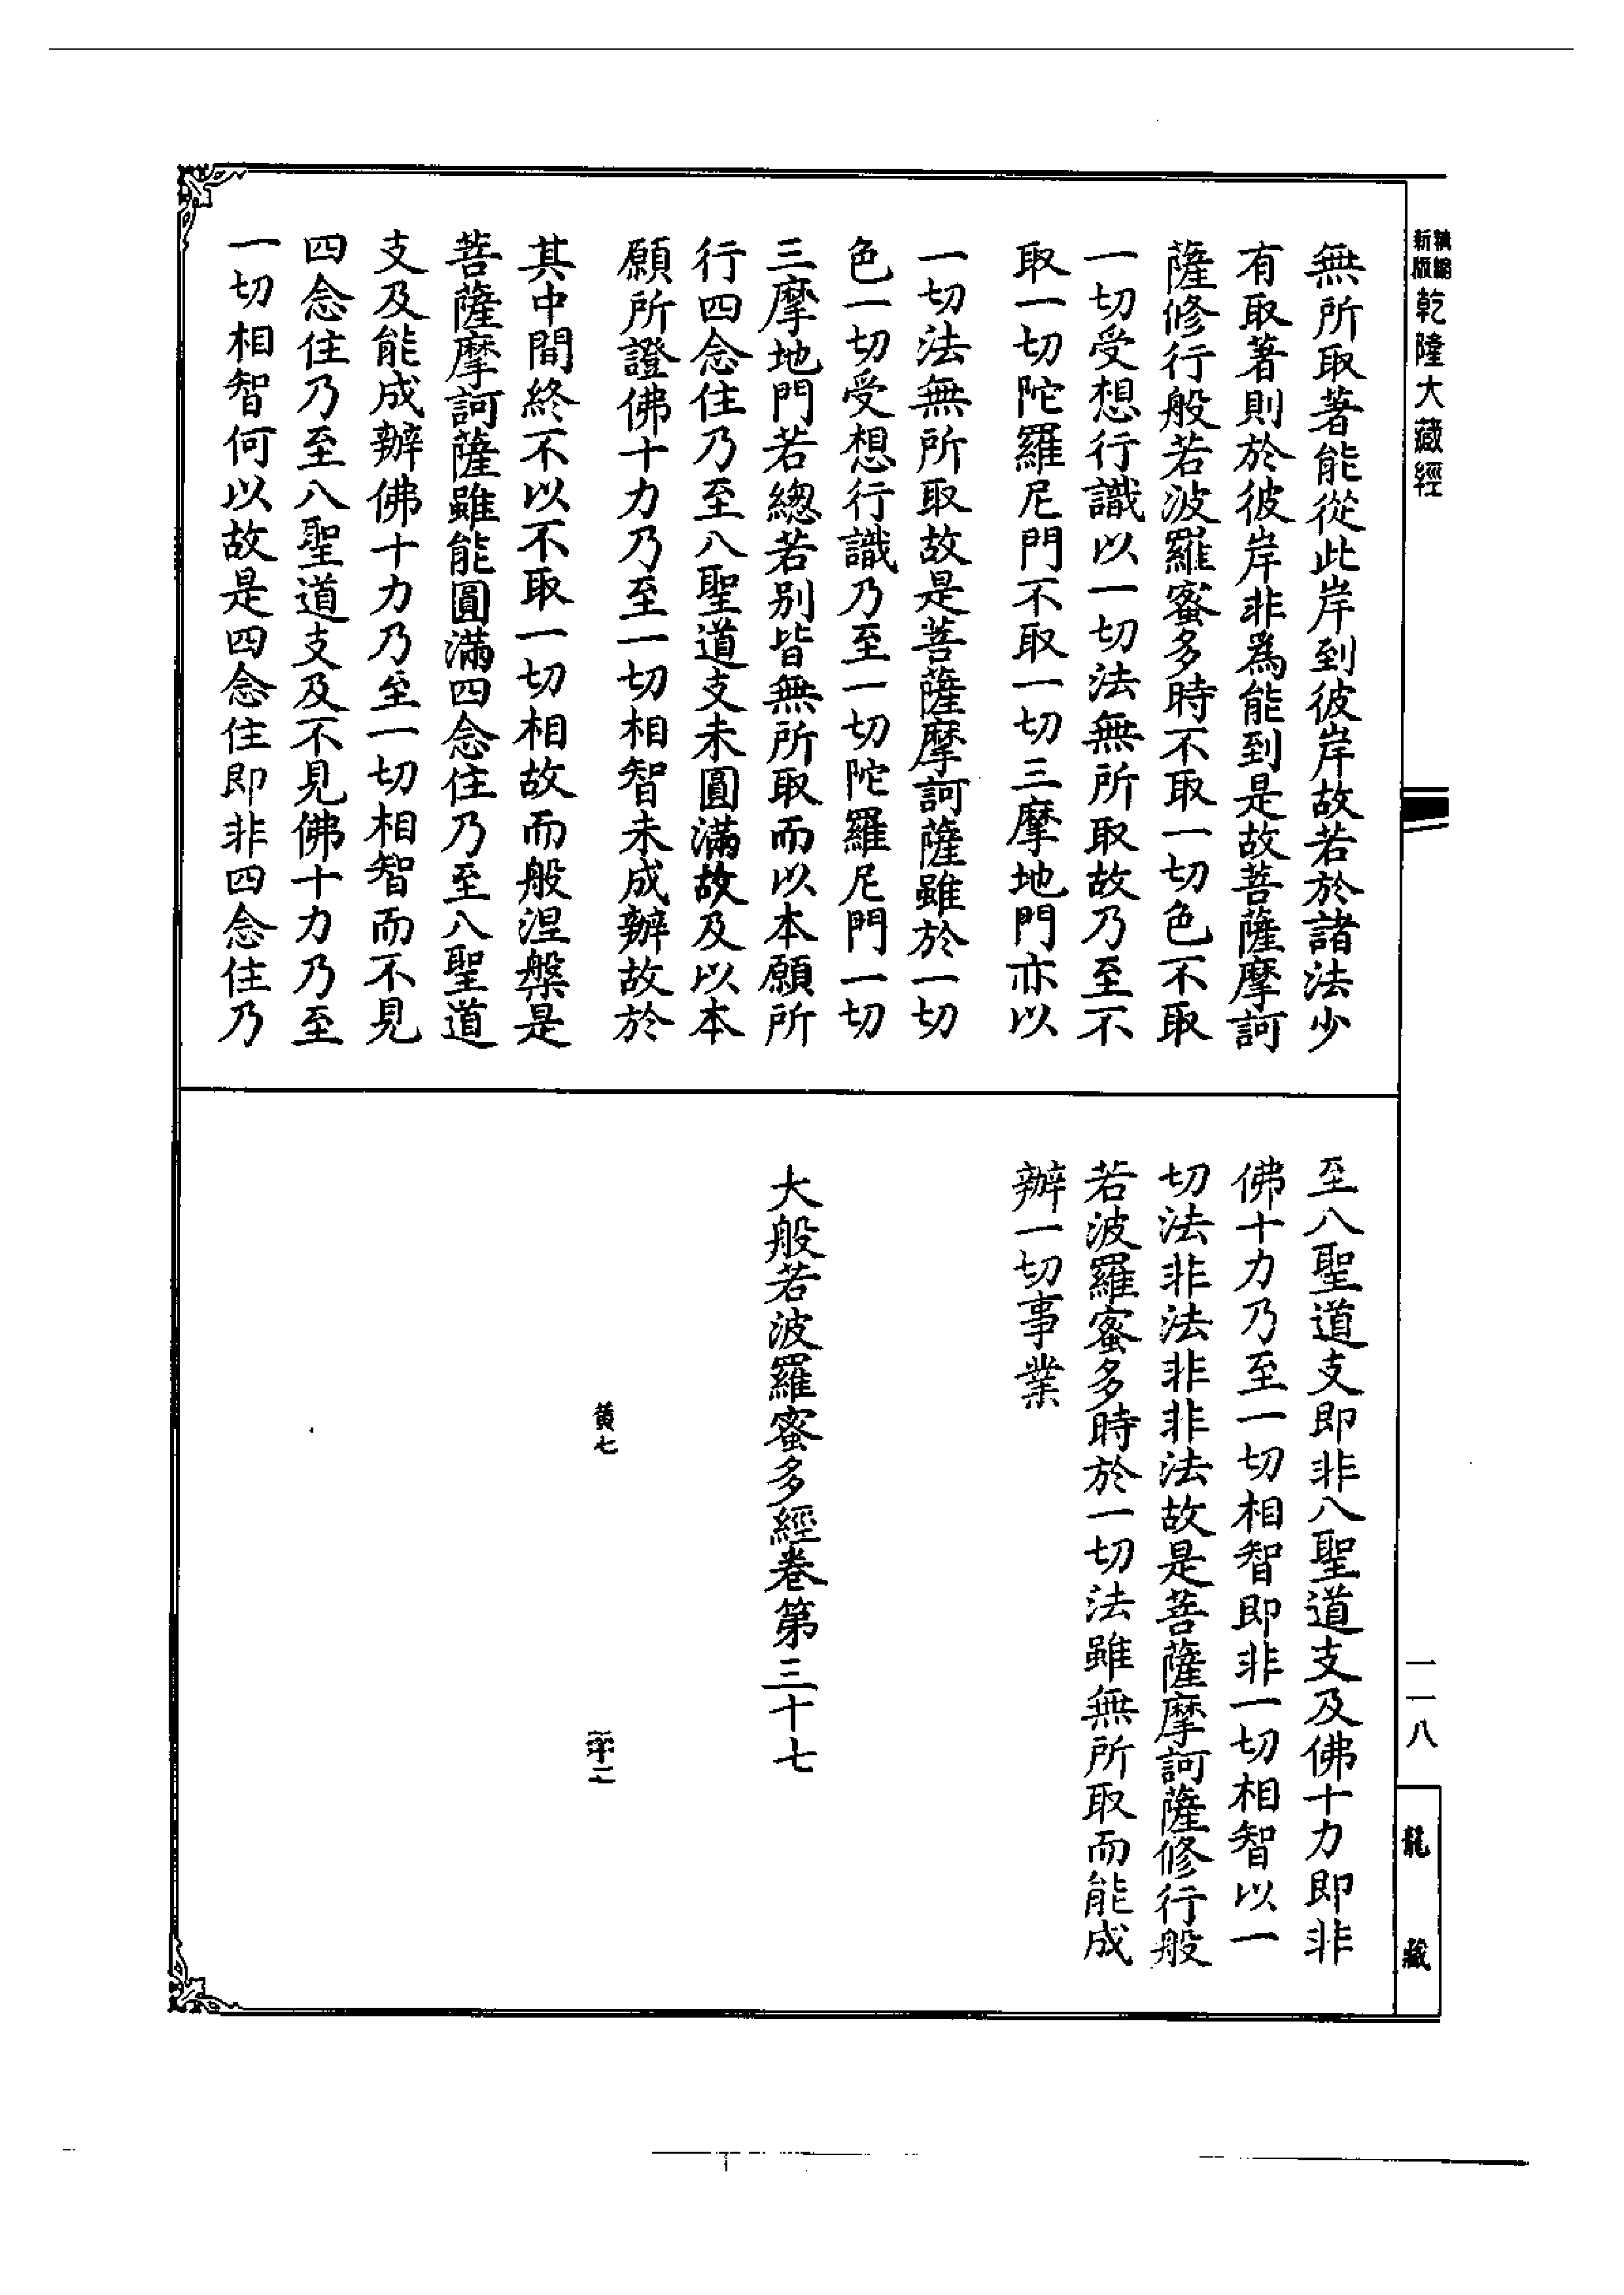 新版
精縮
乾隆大藏經
一一八
龍藏
無所取著能從此岸到彼岸故若於諸法少
有取著則於彼岸非為能到是故菩薩摩訶
薩修行般若波羅蜜多時不取一切色不取
一切受想行識以一切法無所取故乃至不
取一切陀羅尼門不取一切三摩地門亦以
一切法無所取故是菩薩摩訶薩雖於一切
色一切受想行識乃至一切陀羅尼門一切
三摩地門若總若别皆無所取而以本願所
行四念住乃至八聖道支未圓滿故及以本
願所證佛十力乃至一切相智未成辦故於
其中間終不以不取一切相故而般涅槃是
菩薩摩訶薩雖能圓滿四念住乃至八聖道
支及能成辦佛十力乃至一切相智而不見
四念住乃至八聖道支及不見佛十力乃至
一切相智何以故是四念住即非四念住乃
至八聖道支即非八聖道支及佛十力即非
佛十力乃至一切相智即非一切相智以一
切法非法非非法故是菩薩摩訶薩修行般
若波羅蜜多時於一切法雖無所取而能成
辦一切事業
大般若波羅蜜多經卷第三十七
黃七